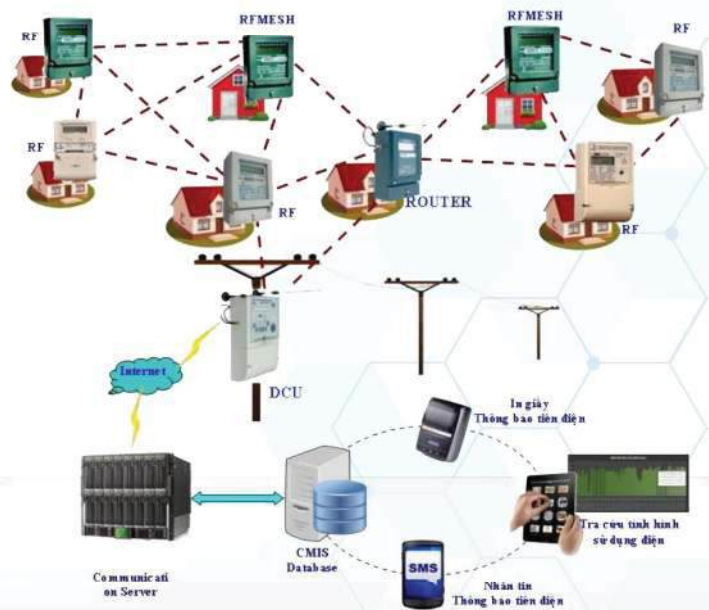 RF
RFMESH
RFMESH
RF
RF
RF
ROUTER
RF
Internet
DCU
In giấy
Thông báo tiền điện
CMIS
Database
Tra cứu tình hình
sử dụng điện
SMS
Communicati
on Server
Nhắn tin
Thông báo tiền điện